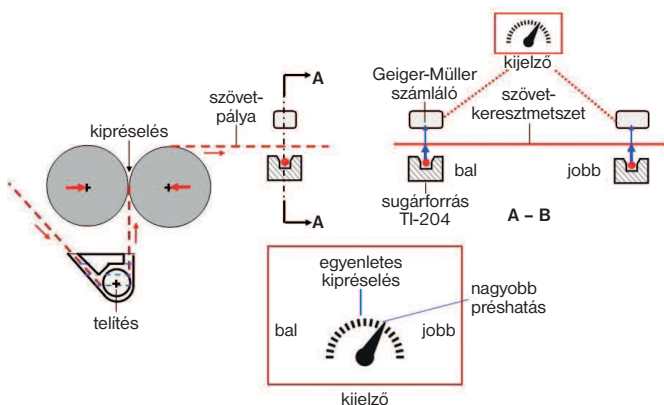 A
szövet-
pálya
kipréselés
A
telítés
kijelző
Geiger-Müller
számláló
szövet-
keresztmetszet
bal
jobb
sugárforrás
Tl-204
A – B
egyenletes
kipréselés
nagyobb
préshatás
bal
jobb
kijelző